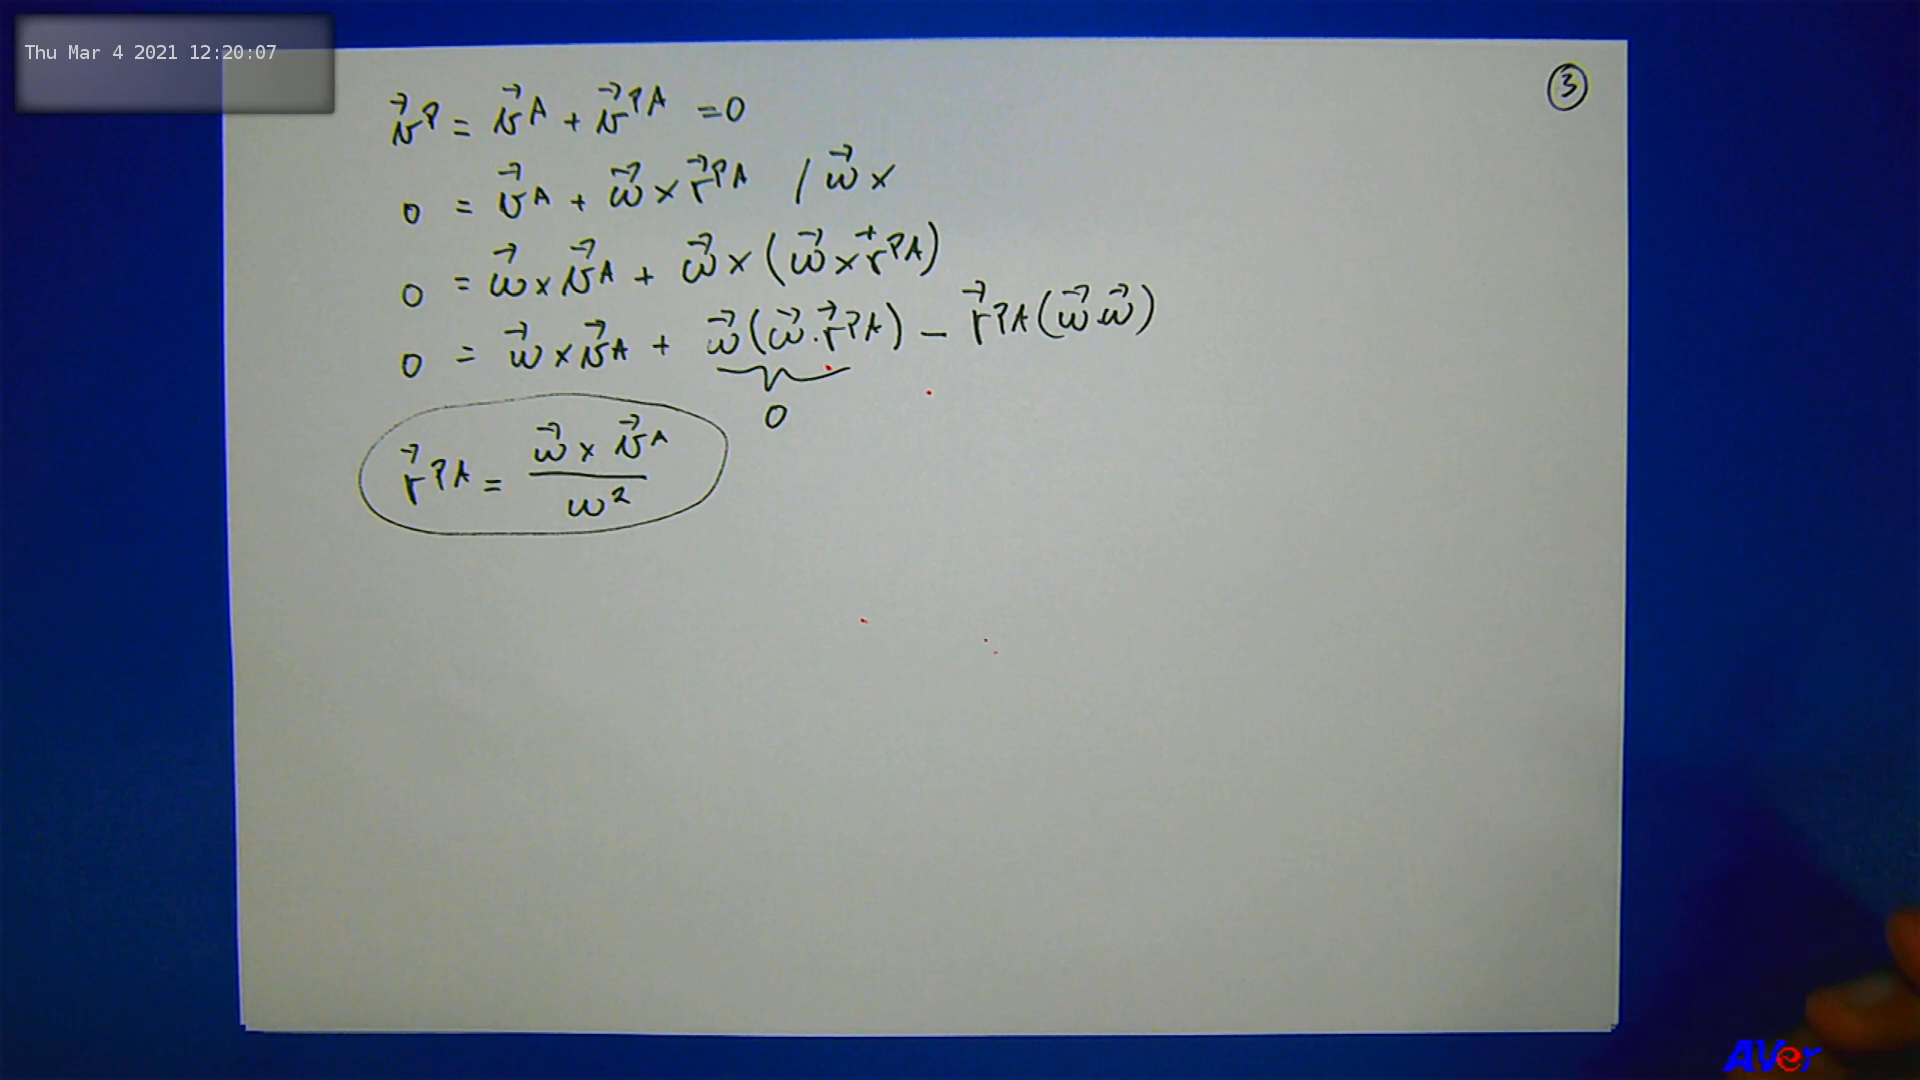 Thu Mar 4 2021 12:20:07
③
v⃗ᴾ = v⃗ᴬ + v⃗ᴾᴬ = 0
0 = v⃗ᴬ + ω⃗ × r⃗ᴾᴬ / ω⃗ ×
0 = ω⃗ × v⃗ᴬ + ω⃗ × (ω⃗ × r⃗ᴾᴬ)
0 = ω⃗ × v⃗ᴬ + ω⃗ (ω⃗ · r⃗ᴾᴬ) − r⃗ᴾᴬ (ω⃗ · ω⃗)
0
r⃗ᴾᴬ = (ω⃗ × v⃗ᴬ) / ω²
AVer